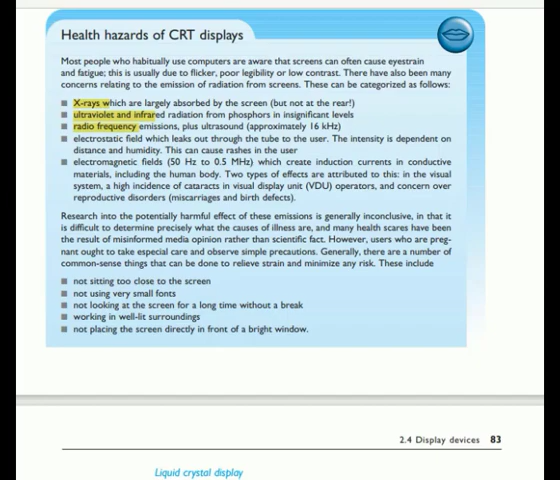 Health hazards of CRT displays
Most people who habitually use computers are aware that screens can often cause eyestrain
and fatigue; this is usually due to flicker, poor legibility or low contrast. There have also been many
concerns relating to the emission of radiation from screens. These can be categorized as follows:
■ X-rays which are largely absorbed by the screen (but not at the rear!)
■ ultraviolet and infrared radiation from phosphors in insignificant levels
■ radio frequency emissions, plus ultrasound (approximately 16 kHz)
■ electrostatic field which leaks out through the tube to the user. The intensity is dependent on
distance and humidity. This can cause rashes in the user
■ electromagnetic fields (50 Hz to 0.5 MHz) which create induction currents in conductive
materials, including the human body. Two types of effects are attributed to this: in the visual
system, a high incidence of cataracts in visual display unit (VDU) operators, and concern over
reproductive disorders (miscarriages and birth defects).
Research into the potentially harmful effect of these emissions is generally inconclusive, in that it
is difficult to determine precisely what the causes of illness are, and many health scares have been
the result of misinformed media opinion rather than scientific fact. However, users who are preg-
nant ought to take especial care and observe simple precautions. Generally, there are a number of
common-sense things that can be done to relieve strain and minimize any risk. These include
■ not sitting too close to the screen
■ not using very small fonts
■ not looking at the screen for a long time without a break
■ working in well-lit surroundings
■ not placing the screen directly in front of a bright window.
2.4 Display devices 83
Liquid crystal display